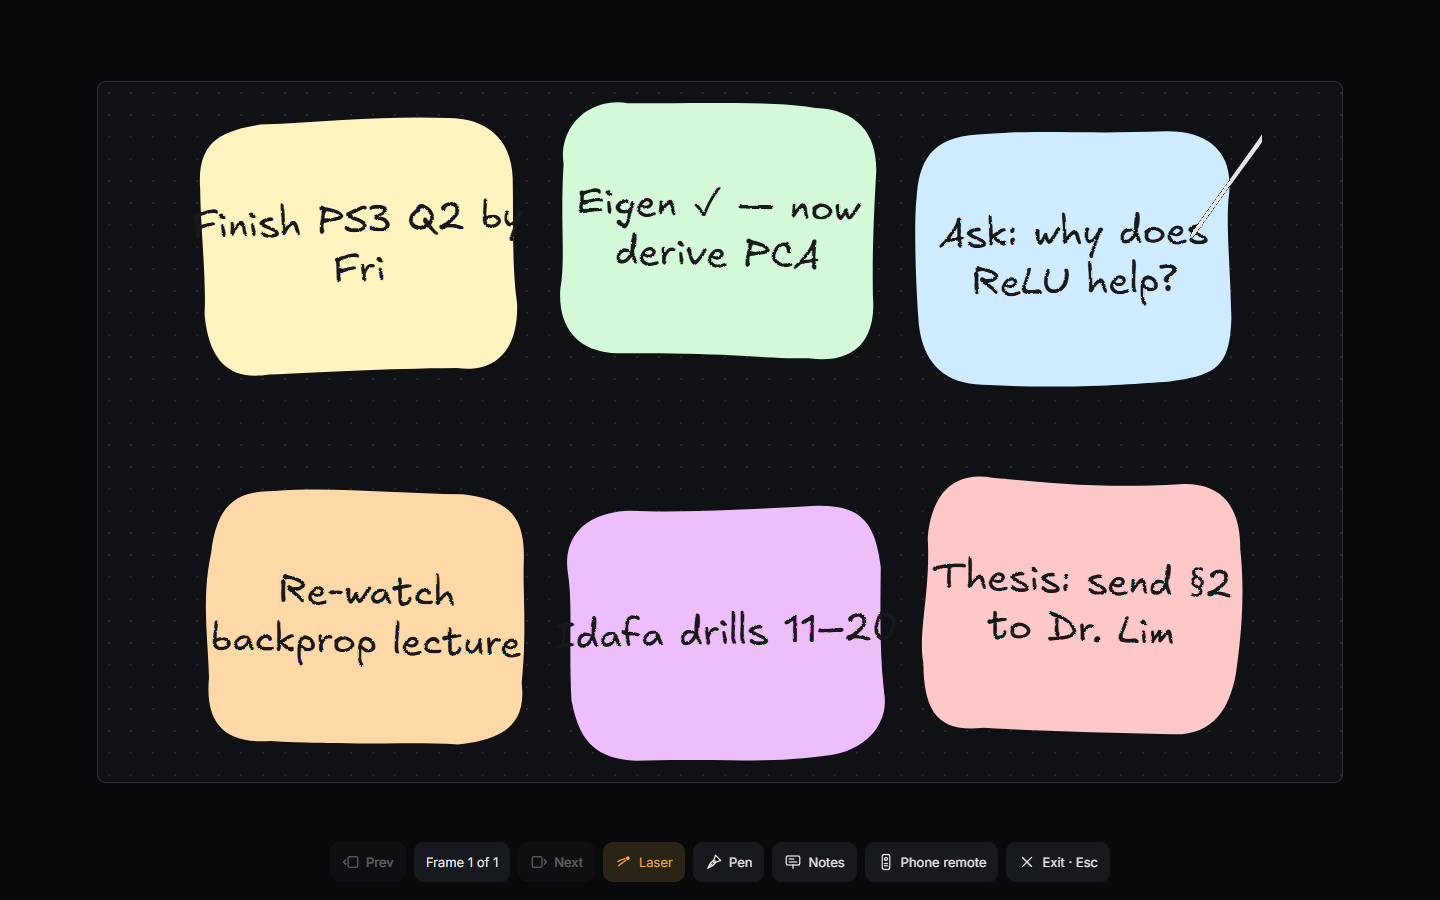 Finish PS3 Q2 by
Fri
Eigen ✓ — now
derive PCA
Ask: why does
ReLU help?
Re-watch
backprop lecture
Idafa drills 11–20
Thesis: send §2
to Dr. Lim
Prev
Frame 1 of 1
Next
Laser
Pen
Notes
Phone remote
Exit · Esc